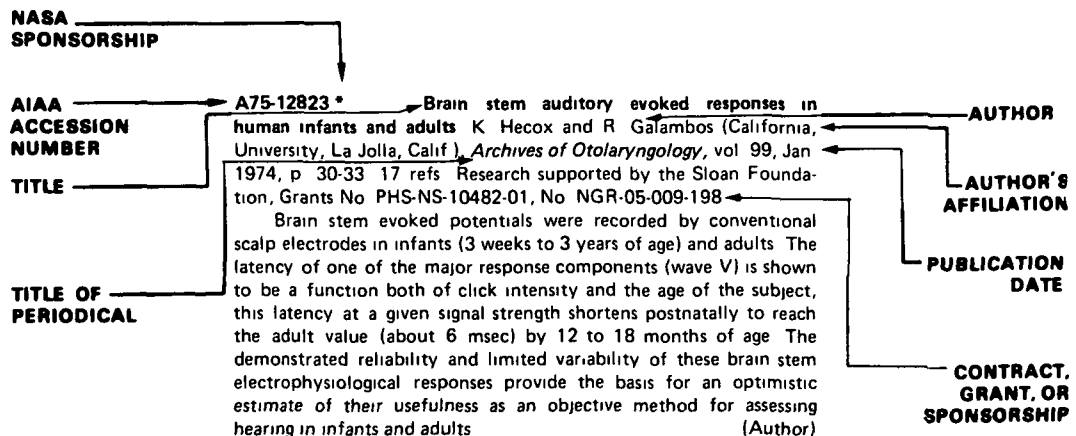 NASA
SPONSORSHIP
AIAA
ACCESSION
NUMBER
TITLE
TITLE OF
PERIODICAL
A75-12823 * Brain stem auditory evoked responses in
human infants and adults K Hecox and R Galambos (California,
University, La Jolla, Calif ) Archives of Otolaryngology, vol 99, Jan
1974, p 30-33 17 refs Research supported by the Sloan Founda-
tion, Grants No PHS-NS-10482-01, No NGR-05-009-198
Brain stem evoked potentials were recorded by conventional
scalp electrodes in infants (3 weeks to 3 years of age) and adults The
latency of one of the major response components (wave V) is shown
to be a function both of click intensity and the age of the subject,
this latency at a given signal strength shortens postnatally to reach
the adult value (about 6 msec) by 12 to 18 months of age The
demonstrated reliability and limited variability of these brain stem
electrophysiological responses provide the basis for an optimistic
estimate of their usefulness as an objective method for assessing
hearing in infants and adults (Author)
AUTHOR
AUTHOR'S
AFFILIATION
PUBLICATION
DATE
CONTRACT,
GRANT, OR
SPONSORSHIP